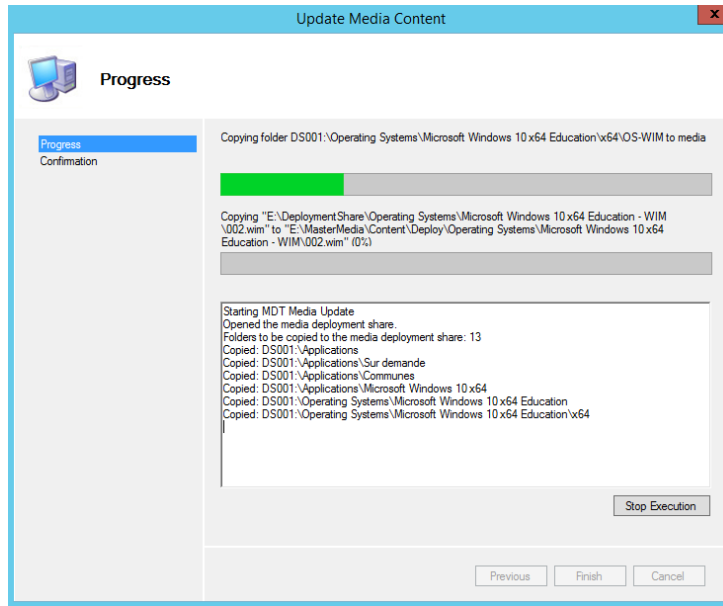 Update Media Content
x
Progress
Progress
Confirmation
Copying folder DS001:\Operating Systems\Microsoft Windows 10 x64 Education\x64\OS-WIM to media
Copying "E:\DeploymentShare\Operating Systems\Microsoft Windows 10 x64 Education - WIM
\002.wim" to "E:\MasterMedia\Content\Deploy\Operating Systems\Microsoft Windows 10 x64
Education - WIM\002.wim" (0%)
Starting MDT Media Update
Opened the media deployment share.
Folders to be copied to the media deployment share: 13
Copied: DS001:\Applications
Copied: DS001:\Applications\Sur demande
Copied: DS001:\Applications\Communes
Copied: DS001:\Applications\Microsoft Windows 10 x64
Copied: DS001:\Operating Systems\Microsoft Windows 10 x64 Education
Copied: DS001:\Operating Systems\Microsoft Windows 10 x64 Education\x64
Stop Execution
Previous
Finish
Cancel